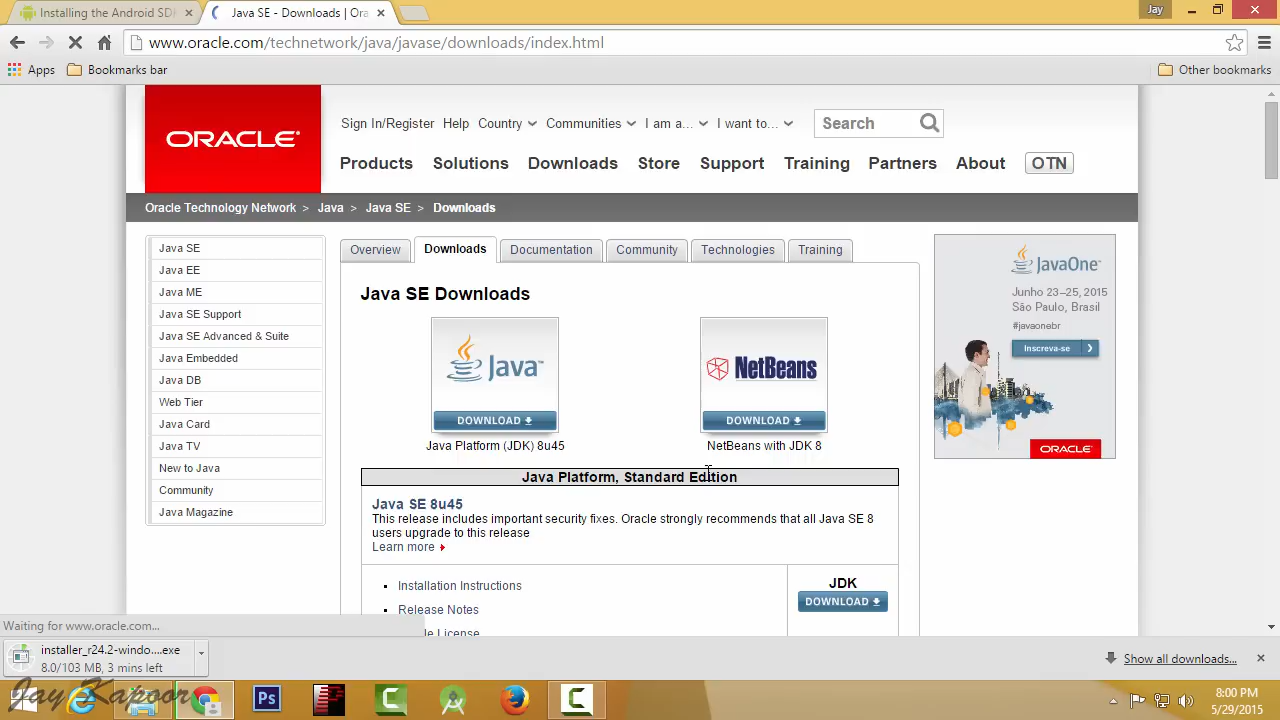 Installing the Android SD
Java SE - Downloads | Ora
Jay
www.oracle.com/technetwork/java/javase/downloads/index.html
Apps
Bookmarks bar
Other bookmarks
ORACLE
Sign In/Register Help Country Communities I am a... I want to...
Search
Products Solutions Downloads Store Support Training Partners About OTN
Oracle Technology Network > Java > Java SE > Downloads
Java SE
Java EE
Java ME
Java SE Support
Java SE Advanced & Suite
Java Embedded
Java DB
Web Tier
Java Card
Java TV
New to Java
Community
Java Magazine
Overview Downloads Documentation Community Technologies Training
Java SE Downloads
Java
DOWNLOAD
Java Platform (JDK) 8u45
NetBeans
DOWNLOAD
NetBeans with JDK 8
Java Platform, Standard Edition
Java SE 8u45
This release includes important security fixes. Oracle strongly recommends that all Java SE 8
users upgrade to this release
Learn more
Installation Instructions
Release Notes
License
JDK
DOWNLOAD
JavaOne
Junho 23–25, 2015
São Paulo, Brasil
#javaonebr
Inscreva-se
ORACLE
Waiting for www.oracle.com...
installer_r24.2-windo....exe
8.0/103 MB, 3 mins left
Show all downloads...
Jay Kapoor
Ps
8:00 PM
5/29/2015